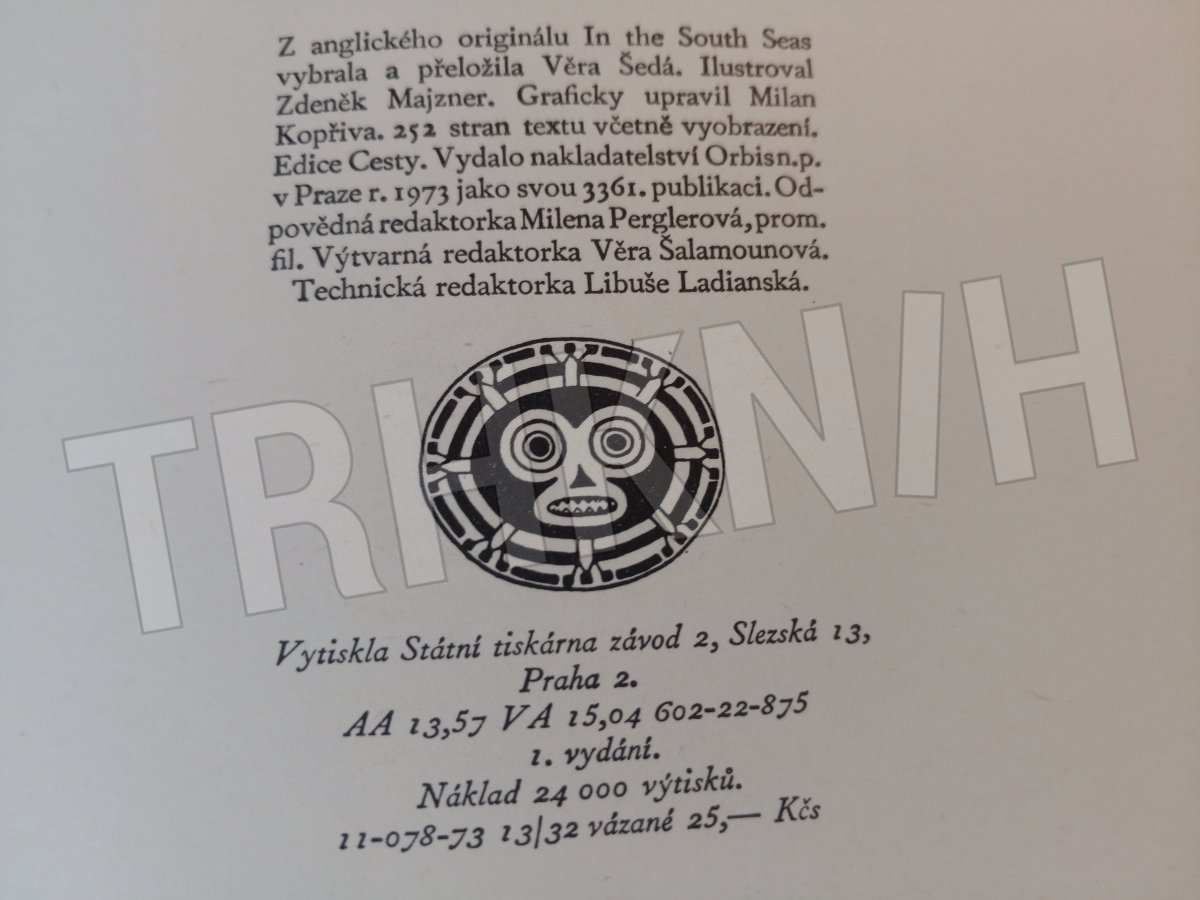 Z anglického originálu In the South Seas
vybrala a přeložila Věra Šedá. Ilustroval
Zdeněk Majzner. Graficky upravil Milan
Kopřiva. 252 stran textu včetně vyobrazení.
Edice Cesty. Vydalo nakladatelství Orbis n.p.
v Praze r. 1973 jako svou 3361. publikaci. Od-
povědná redaktorka Milena Perglerová, prom.
fil. Výtvarná redaktorka Věra Šalamounová.
Technická redaktorka Libuše Ladianská.
TRHKNIH
Vytiskla Státní tiskárna závod 2, Slezská 13,
Praha 2.
AA 13,57 VA 15,04 602-22-875
1. vydání.
Náklad 24 000 výtisků.
11-078-73 13/32 vázané 25,— Kčs